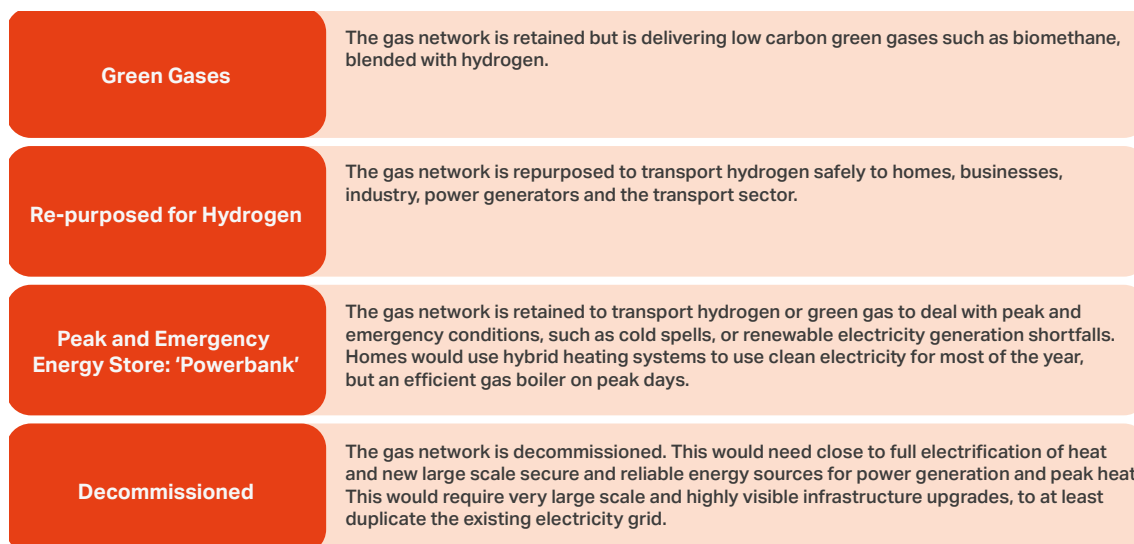 Green Gases
The gas network is retained but is delivering low carbon green gases such as biomethane,
blended with hydrogen.
Re-purposed for Hydrogen
The gas network is repurposed to transport hydrogen safely to homes, businesses,
industry, power generators and the transport sector.
Peak and Emergency
Energy Store: ‘Powerbank’
The gas network is retained to transport hydrogen or green gas to deal with peak and
emergency conditions, such as cold spells, or renewable electricity generation shortfalls.
Homes would use hybrid heating systems to use clean electricity for most of the year,
but an efficient gas boiler on peak days.
Decommissioned
The gas network is decommissioned. This would need close to full electrification of heat
and new large scale secure and reliable energy sources for power generation and peak heat
This would require very large scale and highly visible infrastructure upgrades, to at least
duplicate the existing electricity grid.